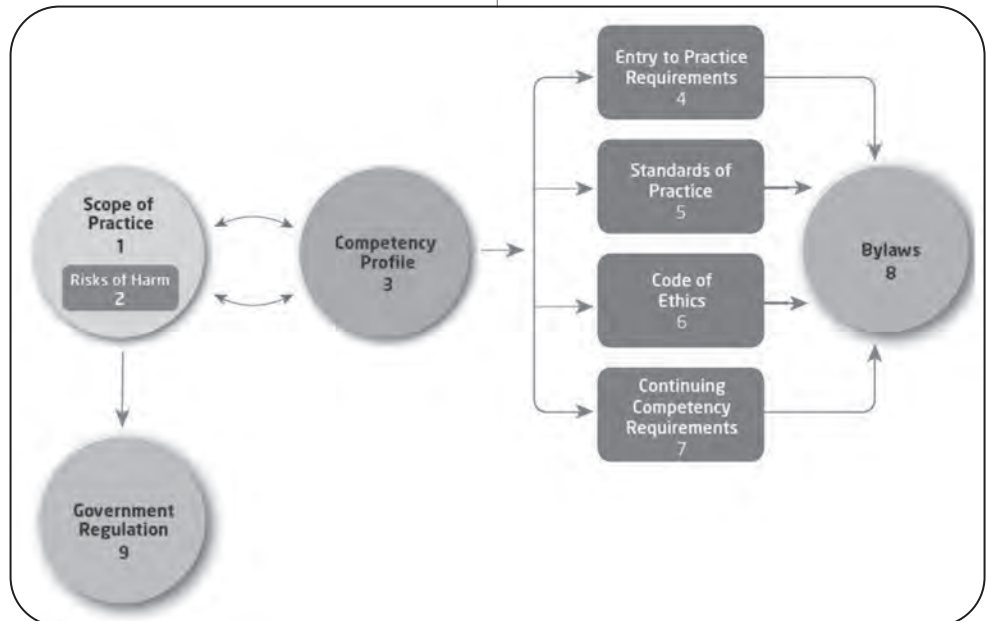 Scope of
Practice
1
Risks of Harm
2
Competency
Profile
3
Entry to Practice
Requirements
4
Standards of
Practice
5
Code of
Ethics
6
Continuing
Competency
Requirements
7
Bylaws
8
Government
Regulation
9